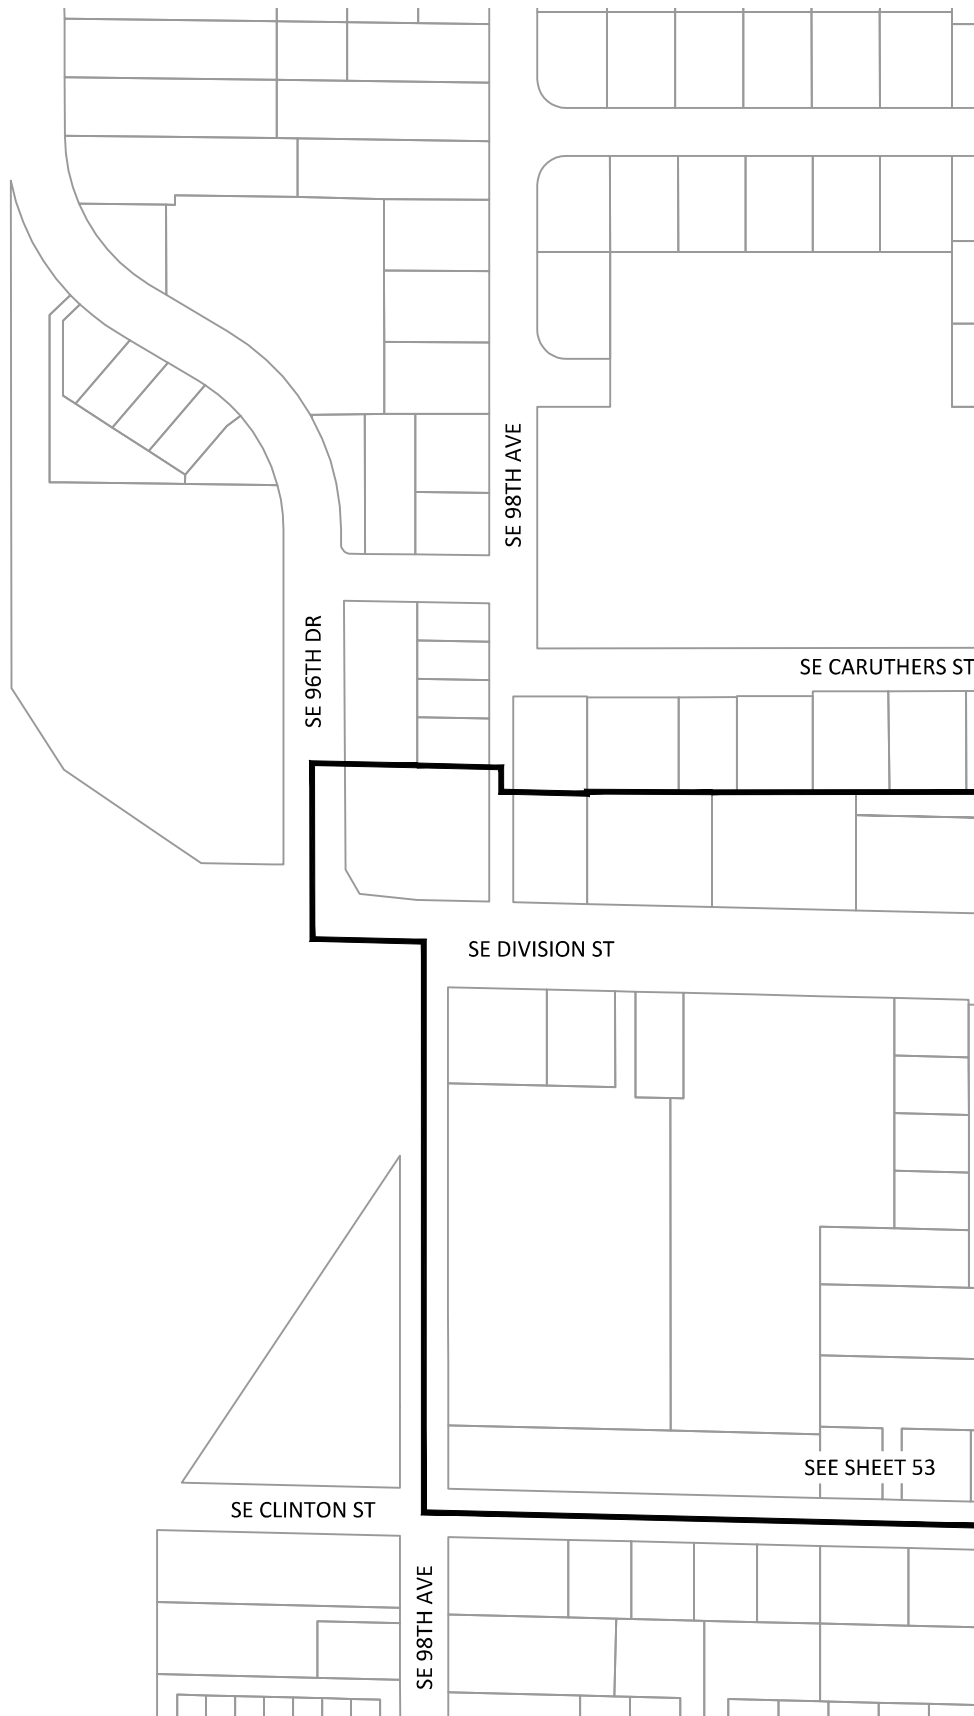 SE 98TH AVE
SE 96TH DR
SE CARUTHERS ST
SE DIVISION ST
SEE SHEET 53
SE CLINTON ST
SE 98TH AVE